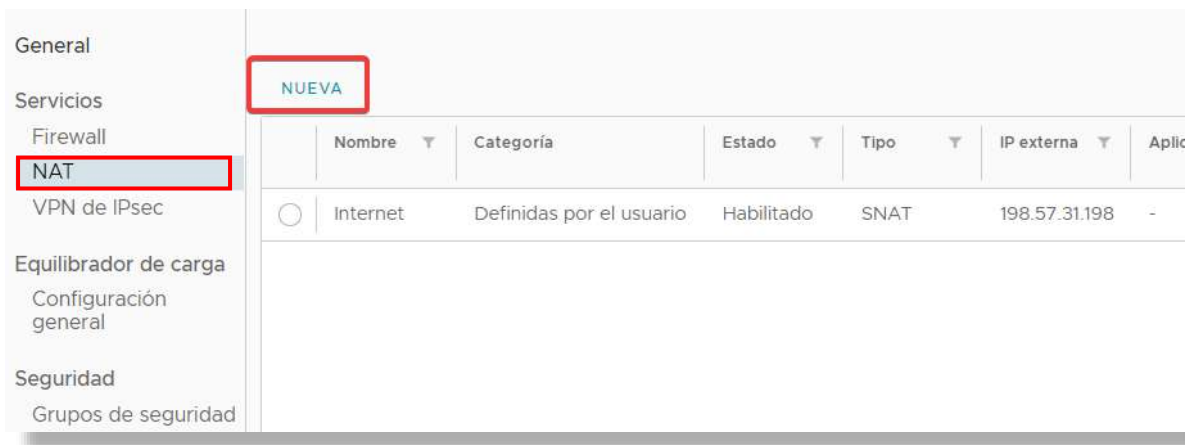 General
Servicios
Firewall
NAT
VPN de IPsec
Equilibrador de carga
Configuración
general
Seguridad
Grupos de seguridad
NUEVA
Nombre Categoría Estado Tipo IP externa Aplic
Internet Definidas por el usuario Habilitado SNAT 198.57.31.198 -